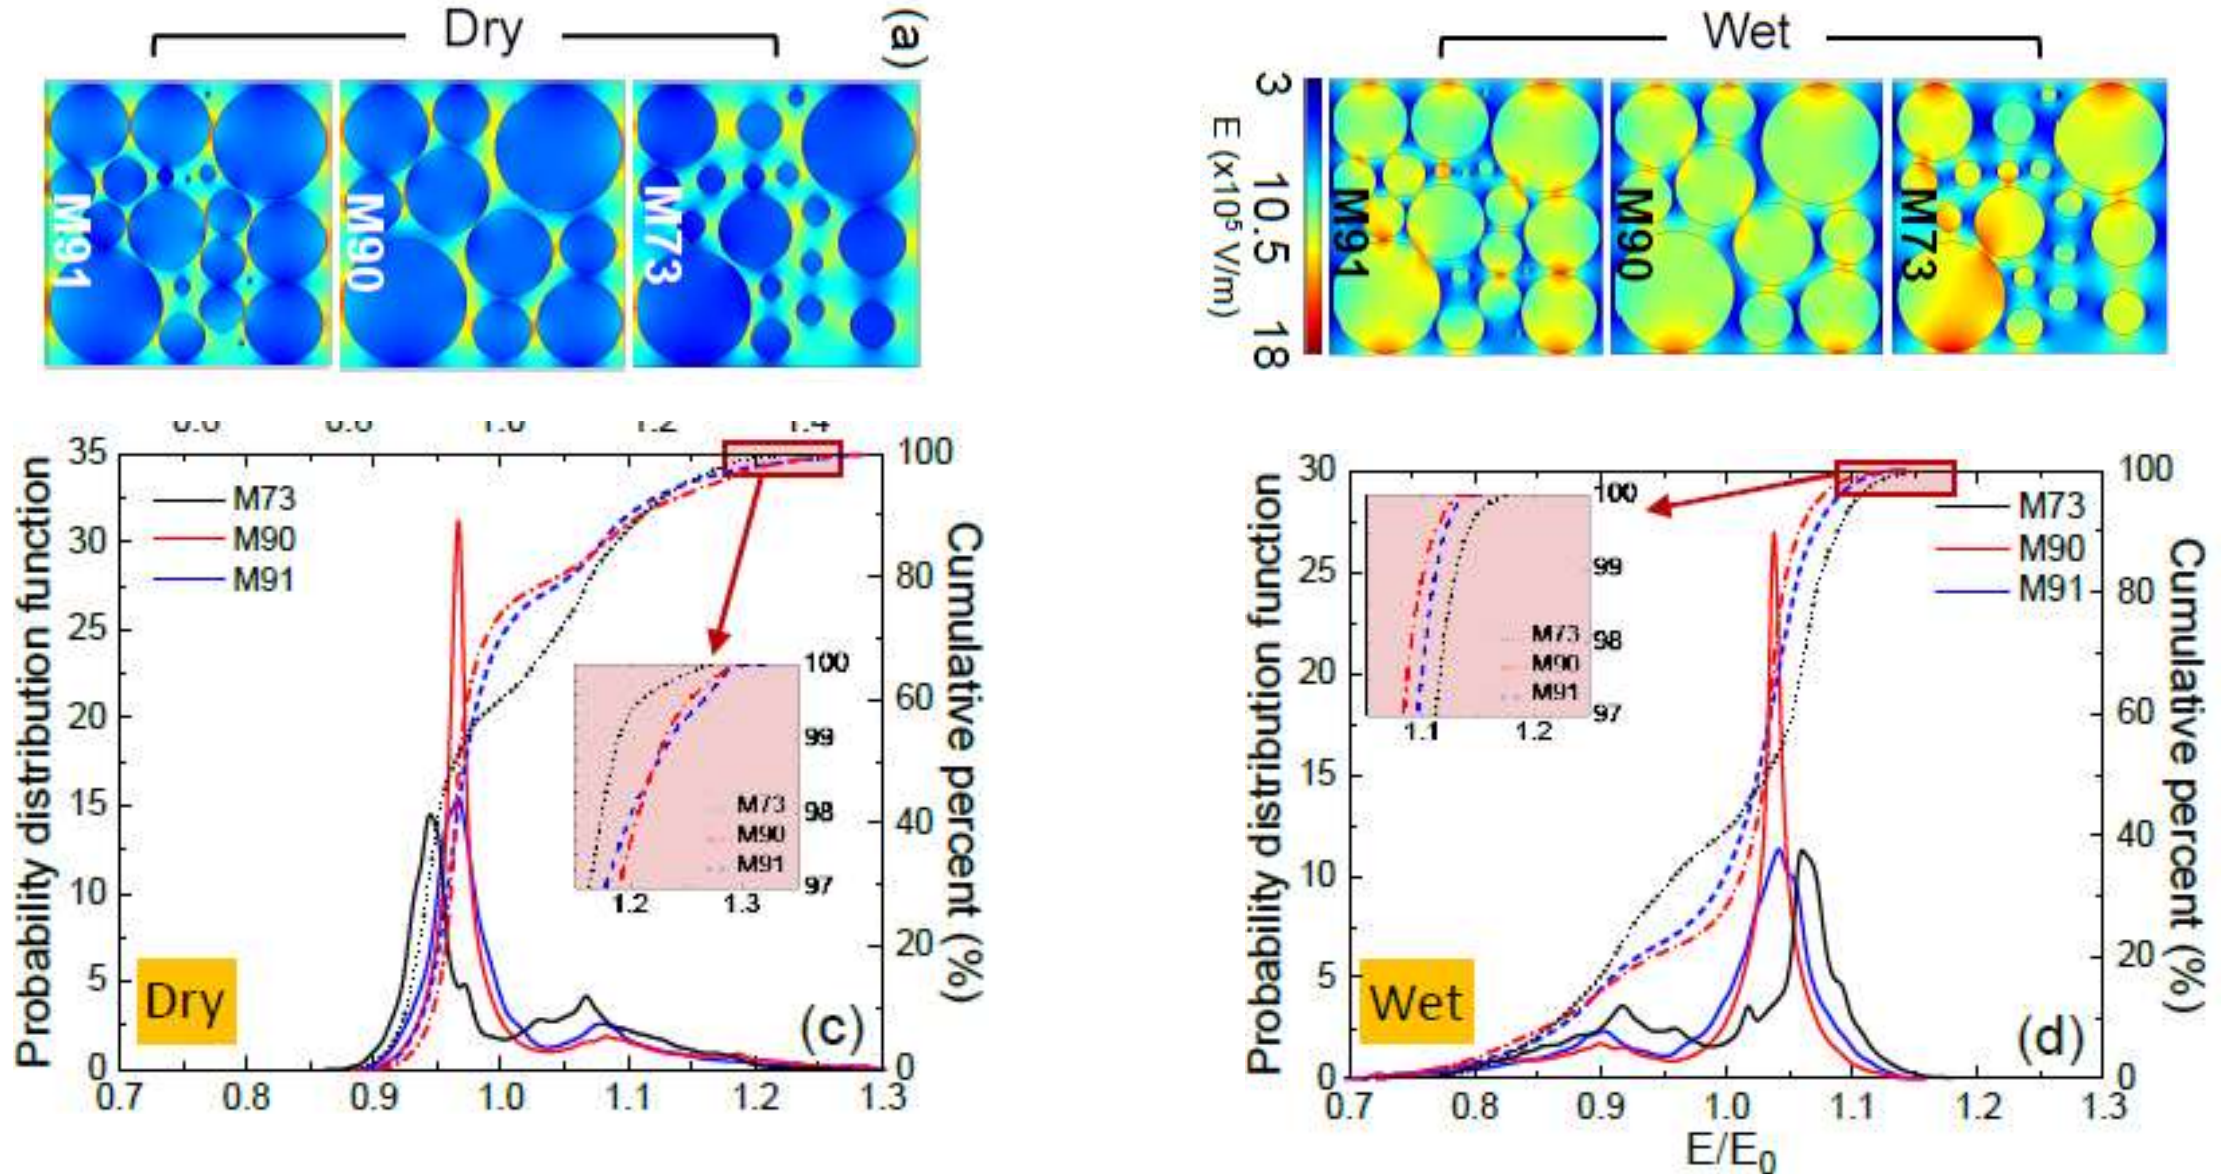 Dry
(a)
M91
M90
M73
Wet
3
10.5
18
E (x10⁵ V/m)
M91
M90
M73
1.0
1.2
1.4
35
30
25
20
15
10
5
0
Probability distribution function
M73
M90
M91
100
80
60
40
20
0
Cumulative percent (%)
100
99
98
97
M73
M90
M91
1.2
1.3
Dry
(c)
0.7
0.8
0.9
1.0
1.1
1.2
1.3
30
25
20
15
10
5
0
Probability distribution function
100
99
98
97
M73
M90
M91
1.1
1.2
M73
M90
M91
100
80
60
40
20
0
Cumulative percent (%)
Wet
(d)
0.7
0.8
0.9
1.0
1.1
1.2
1.3
E/E₀